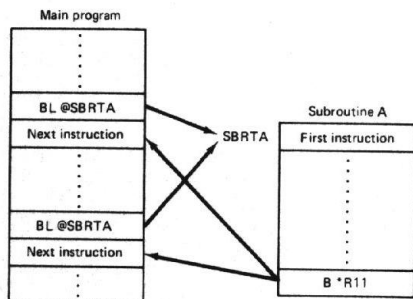 Main program
BL @SBRTA
Next instruction
BL @SBRTA
Next instruction
SBRTA
Subroutine A
First instruction
B *R11